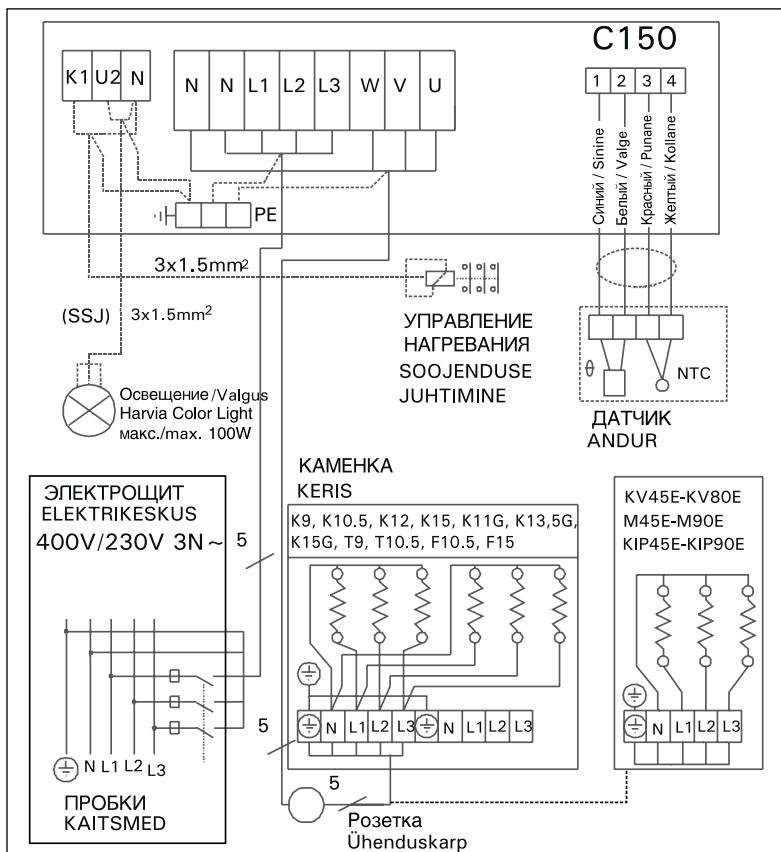 C150
K1 U2 N
N N L1 L2 L3 W V U
1 2 3 4
Синий / Sinine
Белый / Valge
Красный / Punane
Желтый / Kollane
PE
3x1.5mm²
(SSJ) 3x1.5mm²
УПРАВЛЕНИЕ
НАГРЕВАНИЯ
SOOJENDUSE
JUHTIMINE
NTC
ДАТЧИК
ANDUR
Освещение /Valgus
Harvia Color Light
макс./max. 100W
ЭЛЕКТРОЩИТ
ELEKTRIKESKUS
400V/230V 3N~
5
N L1 L2 L3
ПРОБКИ
KAITSMED
КАМЕНКА
KERIS
K9, K10.5, K12, K15, K11G, K13,5G,
K15G, T9, T10.5, F10.5, F15
N L1 L2 L3 N L1 L2 L3
5
5
Розетка
Ühenduskarp
KV45E-KV80E
M45E-M90E
KIP45E-KIP90E
N L1 L2 L3